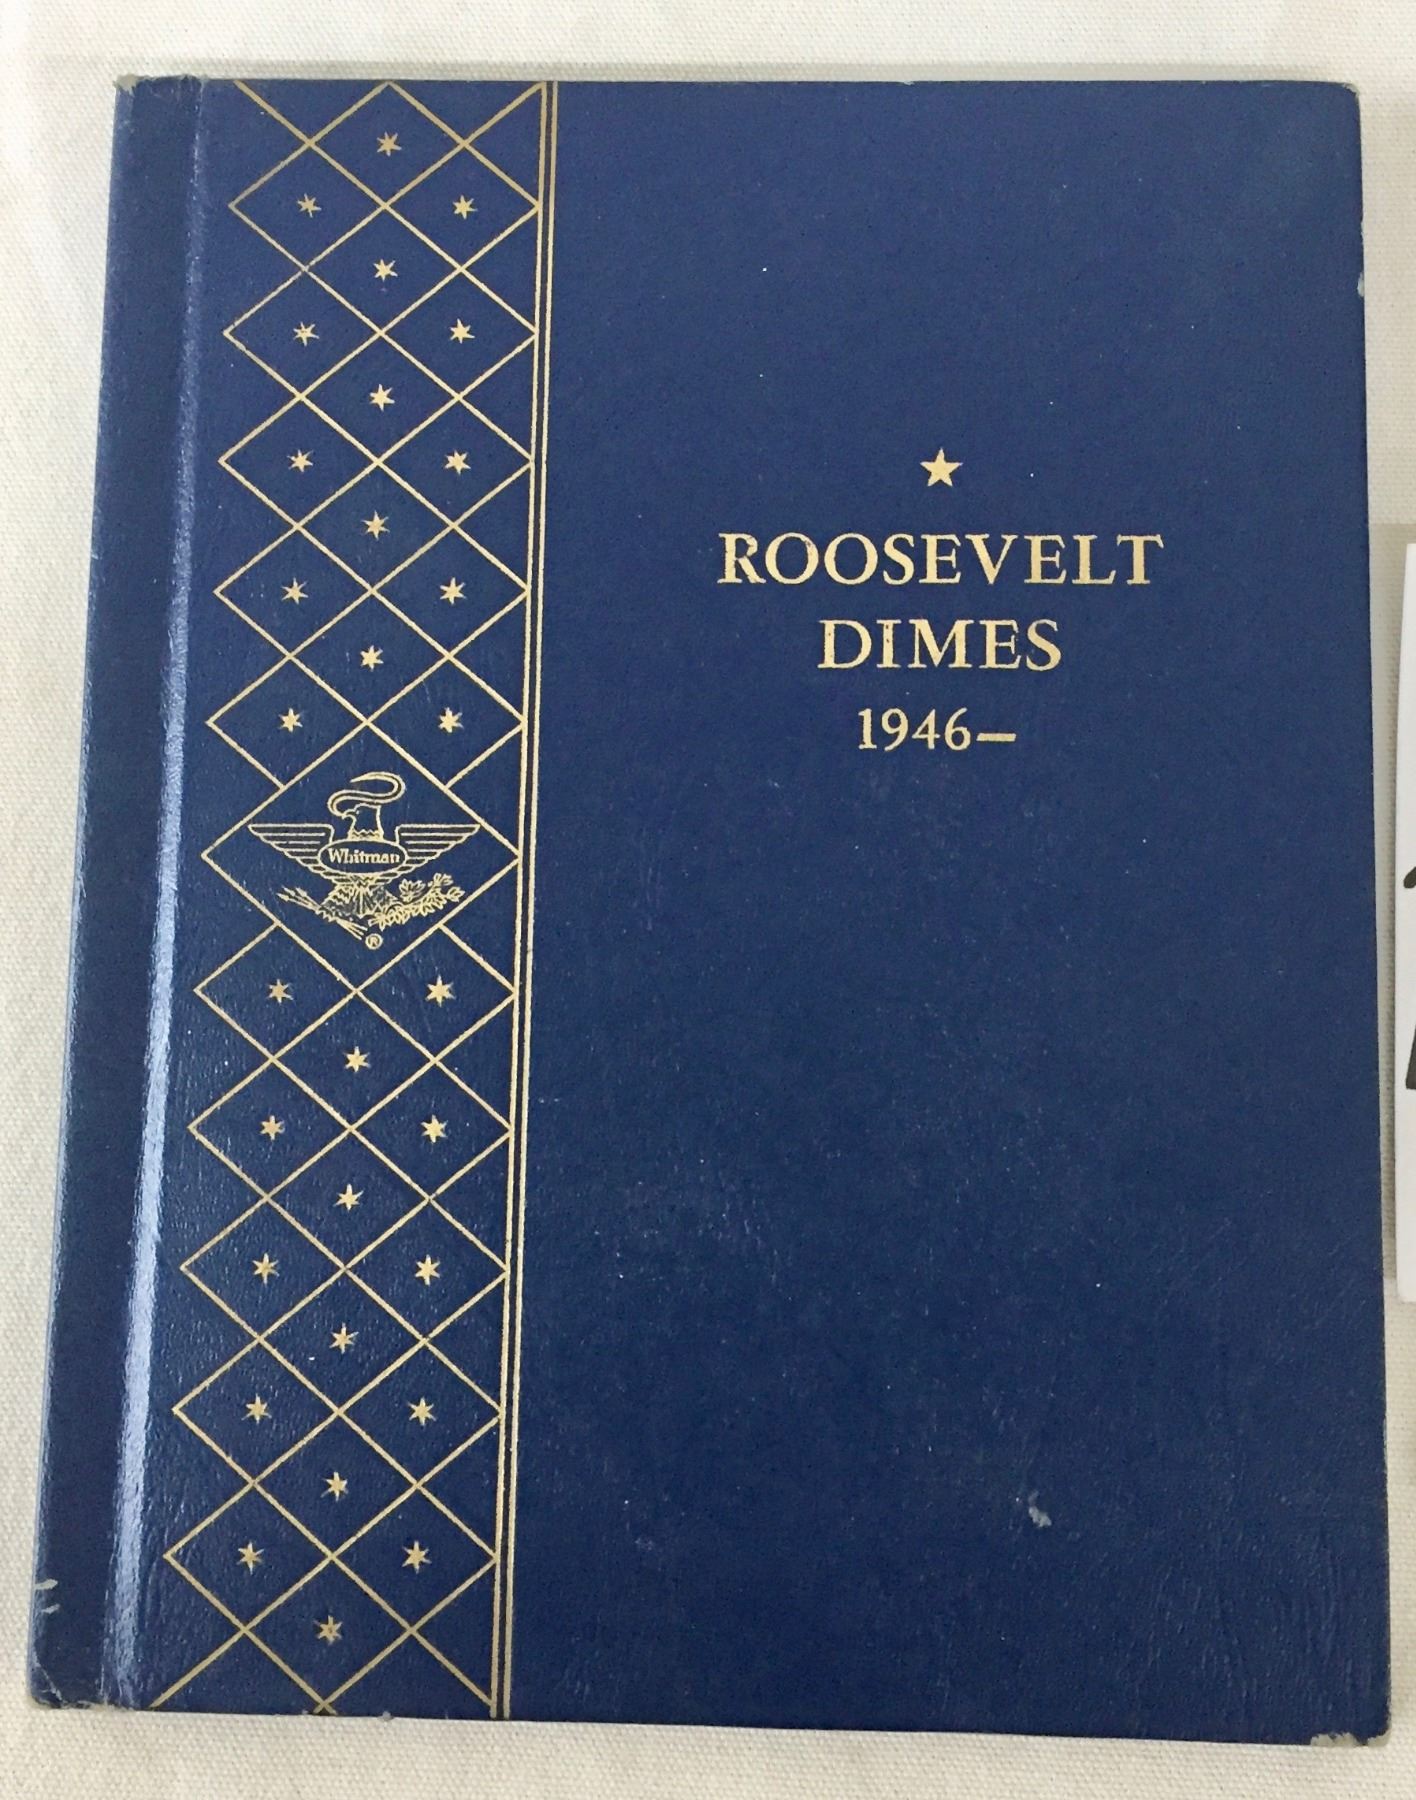 ROOSEVELT
DIMES
1946–
Whitman
®